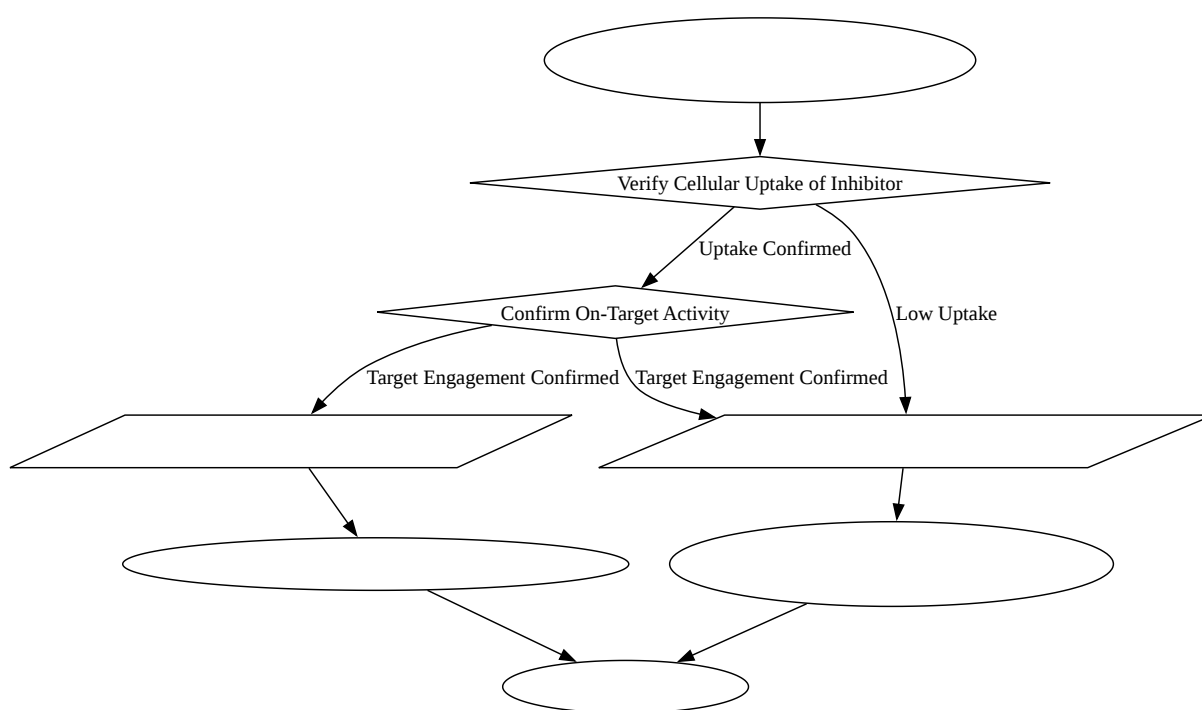 Verify Cellular Uptake of Inhibitor
Uptake Confirmed
Confirm On-Target Activity
Low Uptake
Target Engagement Confirmed
Target Engagement Confirmed